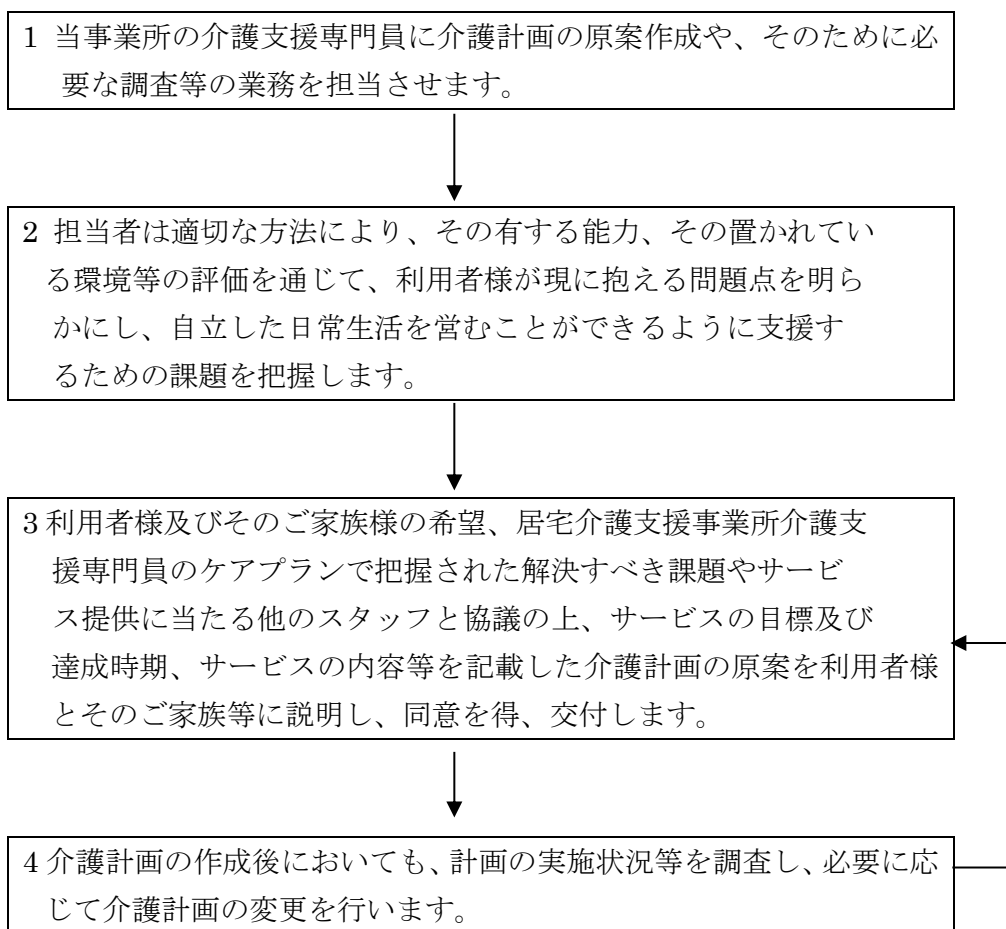 1 当事業所の介護支援専門員に介護計画の原案作成や、そのために必
要な調査等の業務を担当させます。
2 担当者は適切な方法により、その有する能力、その置かれてい
る環境等の評価を通じて、利用者様が現に抱える問題点を明ら
かにし、自立した日常生活を営むことができるように支援す
るための課題を把握します。
3 利用者様及びそのご家族様の希望、居宅介護支援事業所介護支
援専門員のケアプランで把握された解決すべき課題やサービ
ス提供に当たる他のスタッフと協議の上、サービスの目標及び
達成時期、サービスの内容等を記載した介護計画の原案を利用者様
とそのご家族等に説明し、同意を得、交付します。
4 介護計画の作成後においても、計画の実施状況等を調査し、必要に応
じて介護計画の変更を行います。